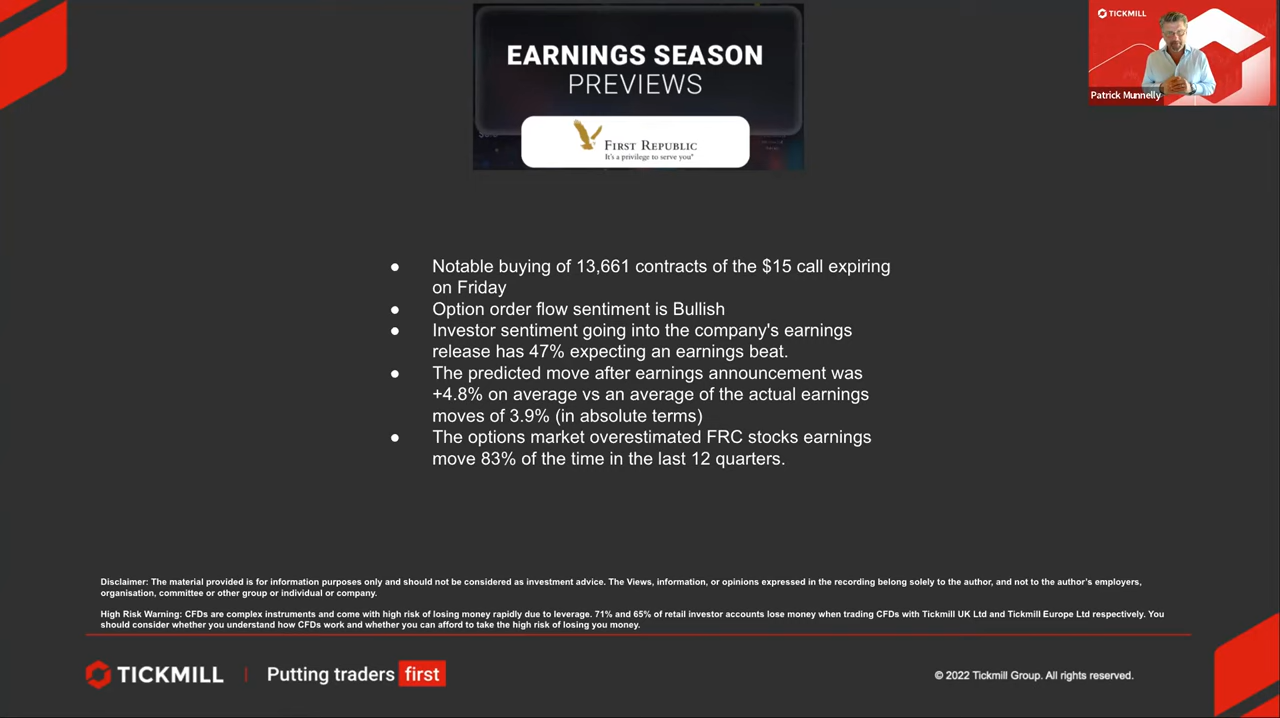 TICKMILL
Patrick Munnelly
EARNINGS SEASON
PREVIEWS
FIRST REPUBLIC
It's a privilege to serve you®
● Notable buying of 13,661 contracts of the $15 call expiring
on Friday
● Option order flow sentiment is Bullish
● Investor sentiment going into the company's earnings
release has 47% expecting an earnings beat.
● The predicted move after earnings announcement was
+4.8% on average vs an average of the actual earnings
moves of 3.9% (in absolute terms)
● The options market overestimated FRC stocks earnings
move 83% of the time in the last 12 quarters.
Disclaimer: The material provided is for information purposes only and should not be considered as investment advice. The Views, information, or opinions expressed in the recording belong solely to the author, and not to the author's employers,
organisation, committee or other group or individual or company.
High Risk Warning: CFDs are complex instruments and come with high risk of losing money rapidly due to leverage. 71% and 65% of retail investor accounts lose money when trading CFDs with Tickmill UK Ltd and Tickmill Europe Ltd respectively. You
should consider whether you understand how CFDs work and whether you can afford to take the high risk of losing you money.
TICKMILL | Putting traders first
© 2022 Tickmill Group. All rights reserved.